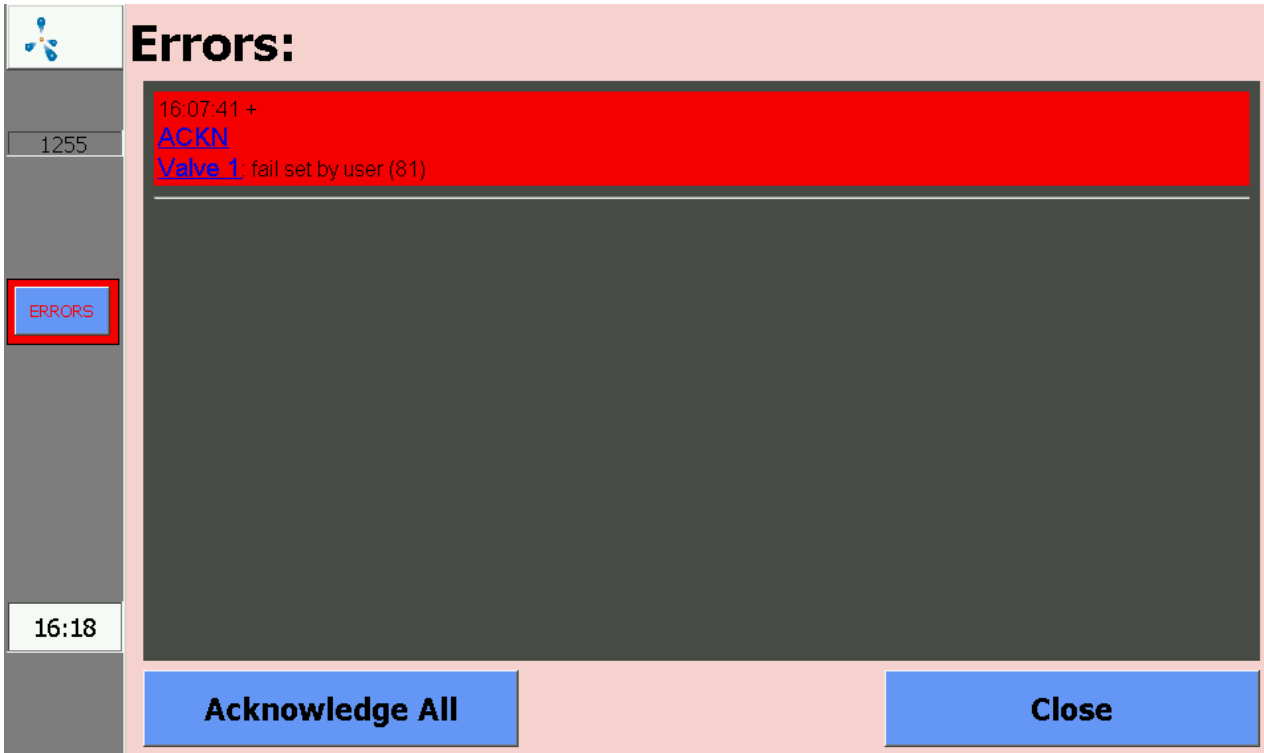 Errors:
16:07:41 +
ACKN
Valve 1: fail set by user (81)
1255
ERRORS
16:18
Acknowledge All
Close